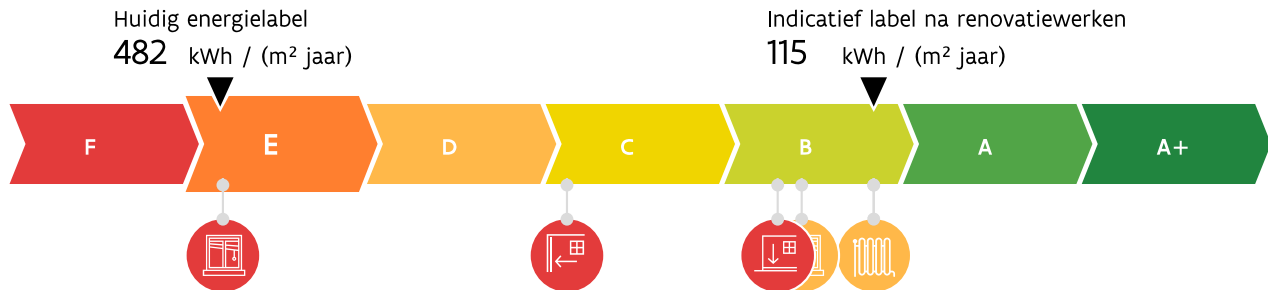 Huidig energielabel
482 kWh / (m² jaar)
Indicatief label na renovatiewerken
115 kWh / (m² jaar)
F E D C B A A+